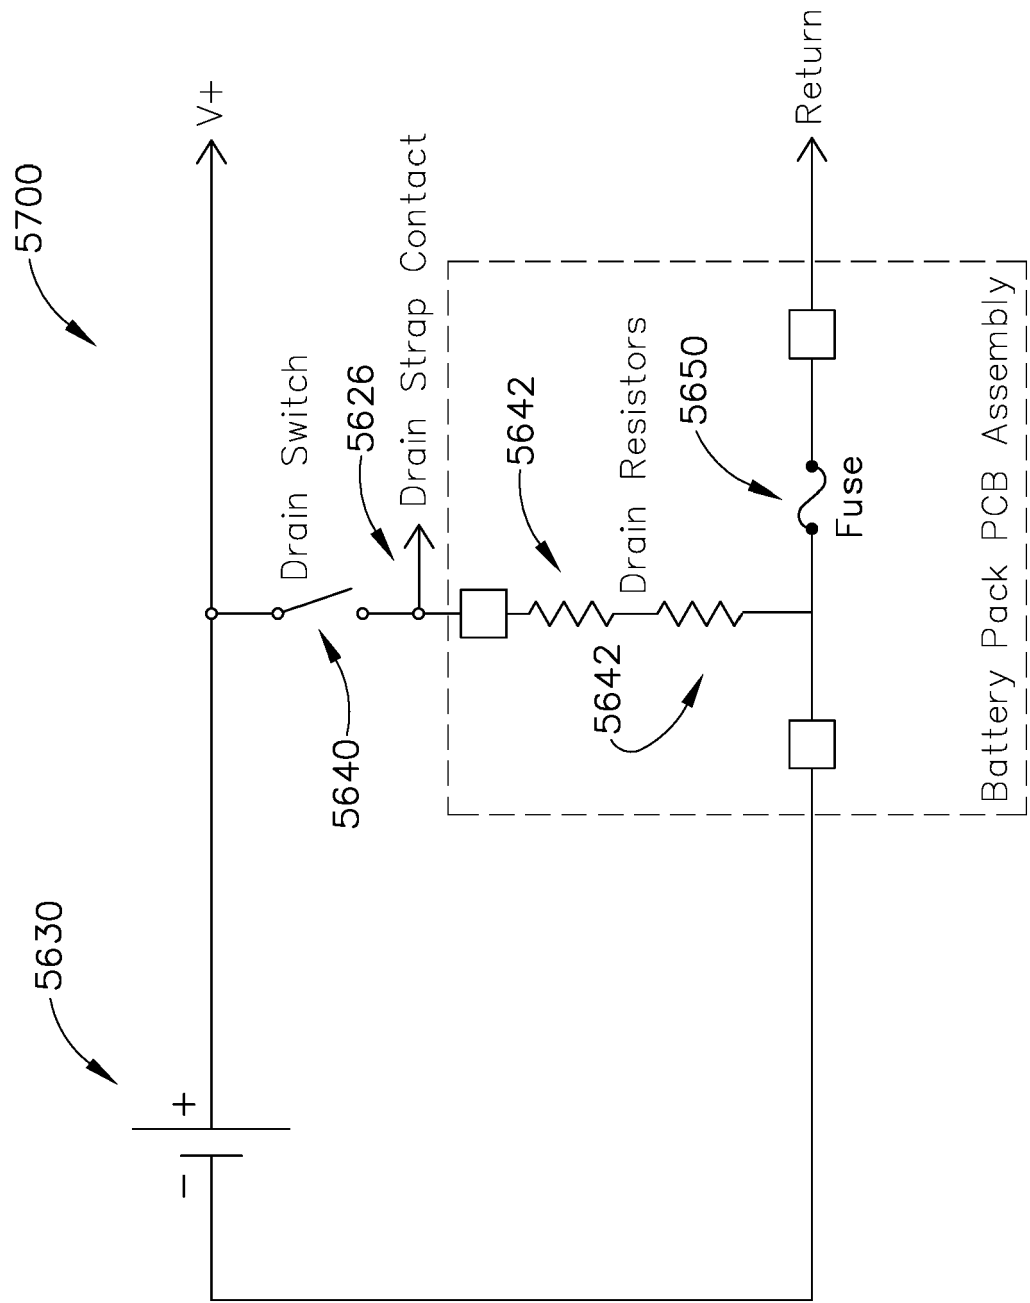 5700
V+
5630
− +
Drain Switch
5640
5626
Drain Strap Contact
5642
Drain Resistors
5642
5650
Fuse
Return
Battery Pack PCB Assembly